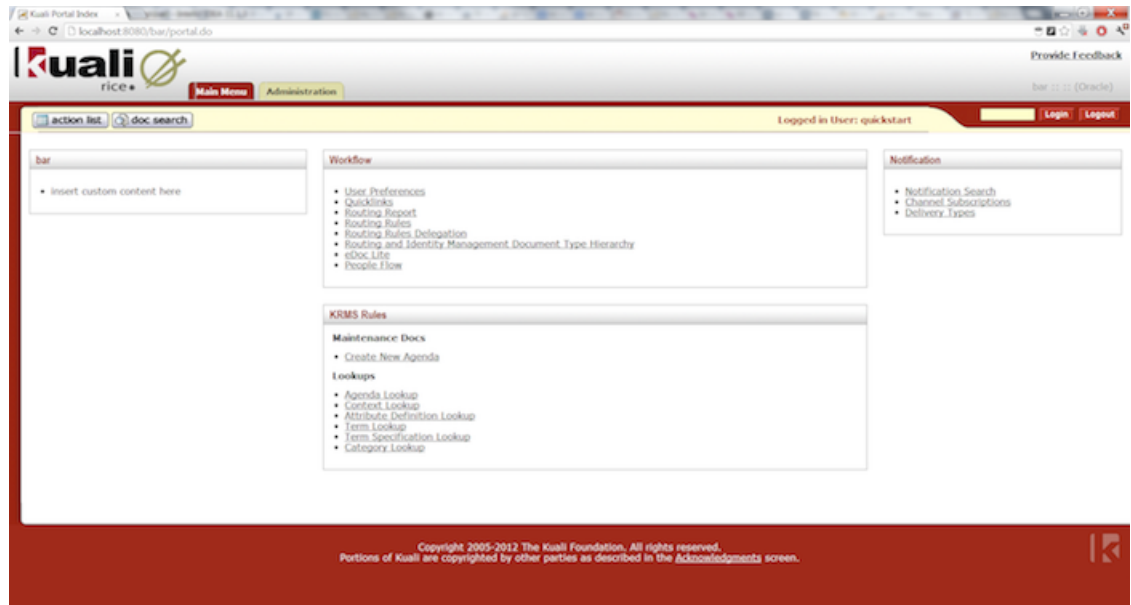 Kuali Portal Index
localhost:8080/bar/portal.do
Kuali
rice
Provide Feedback
Main Menu
Administration
bar :: :: (Oracle)
action list
doc search
Logged in User: quickstart
Login
Logout
bar
insert custom content here
Workflow
User Preferences
Quicklinks
Routing Report
Routing Rules
Routing Rules Delegation
Routing and Identity Management Document Type Hierarchy
eDoc Lite
People Flow
KRMS Rules
Maintenance Docs
Create New Agenda
Lookups
Agenda Lookup
Context Lookup
Attribute Definition Lookup
Term Lookup
Term Specification Lookup
Category Lookup
Notification
Notification Search
Channel Subscriptions
Delivery Types
Copyright 2005-2012 The Kuali Foundation. All rights reserved.
Portions of Kuali are copyrighted by other parties as described in the Acknowledgments screen.